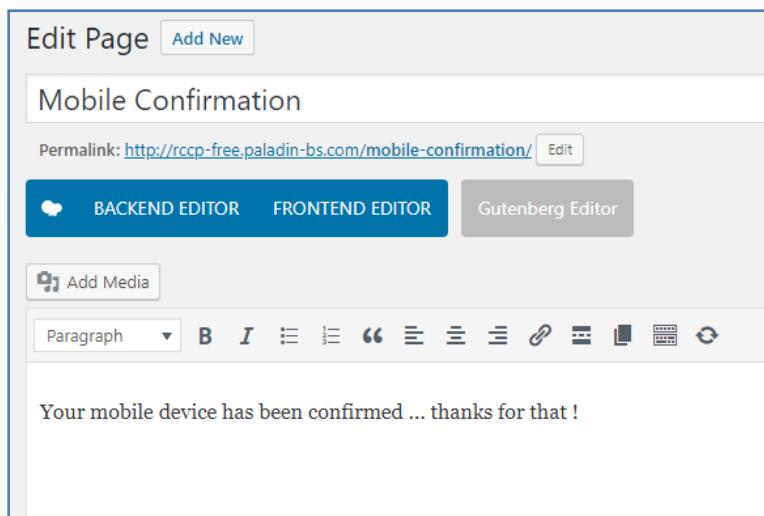 Edit Page Add New
Mobile Confirmation
Permalink: http://rccp-free.paladin-bs.com/mobile-confirmation/ Edit
BACKEND EDITOR FRONTEND EDITOR Gutenberg Editor
Add Media
Paragraph B I
Your mobile device has been confirmed ... thanks for that !